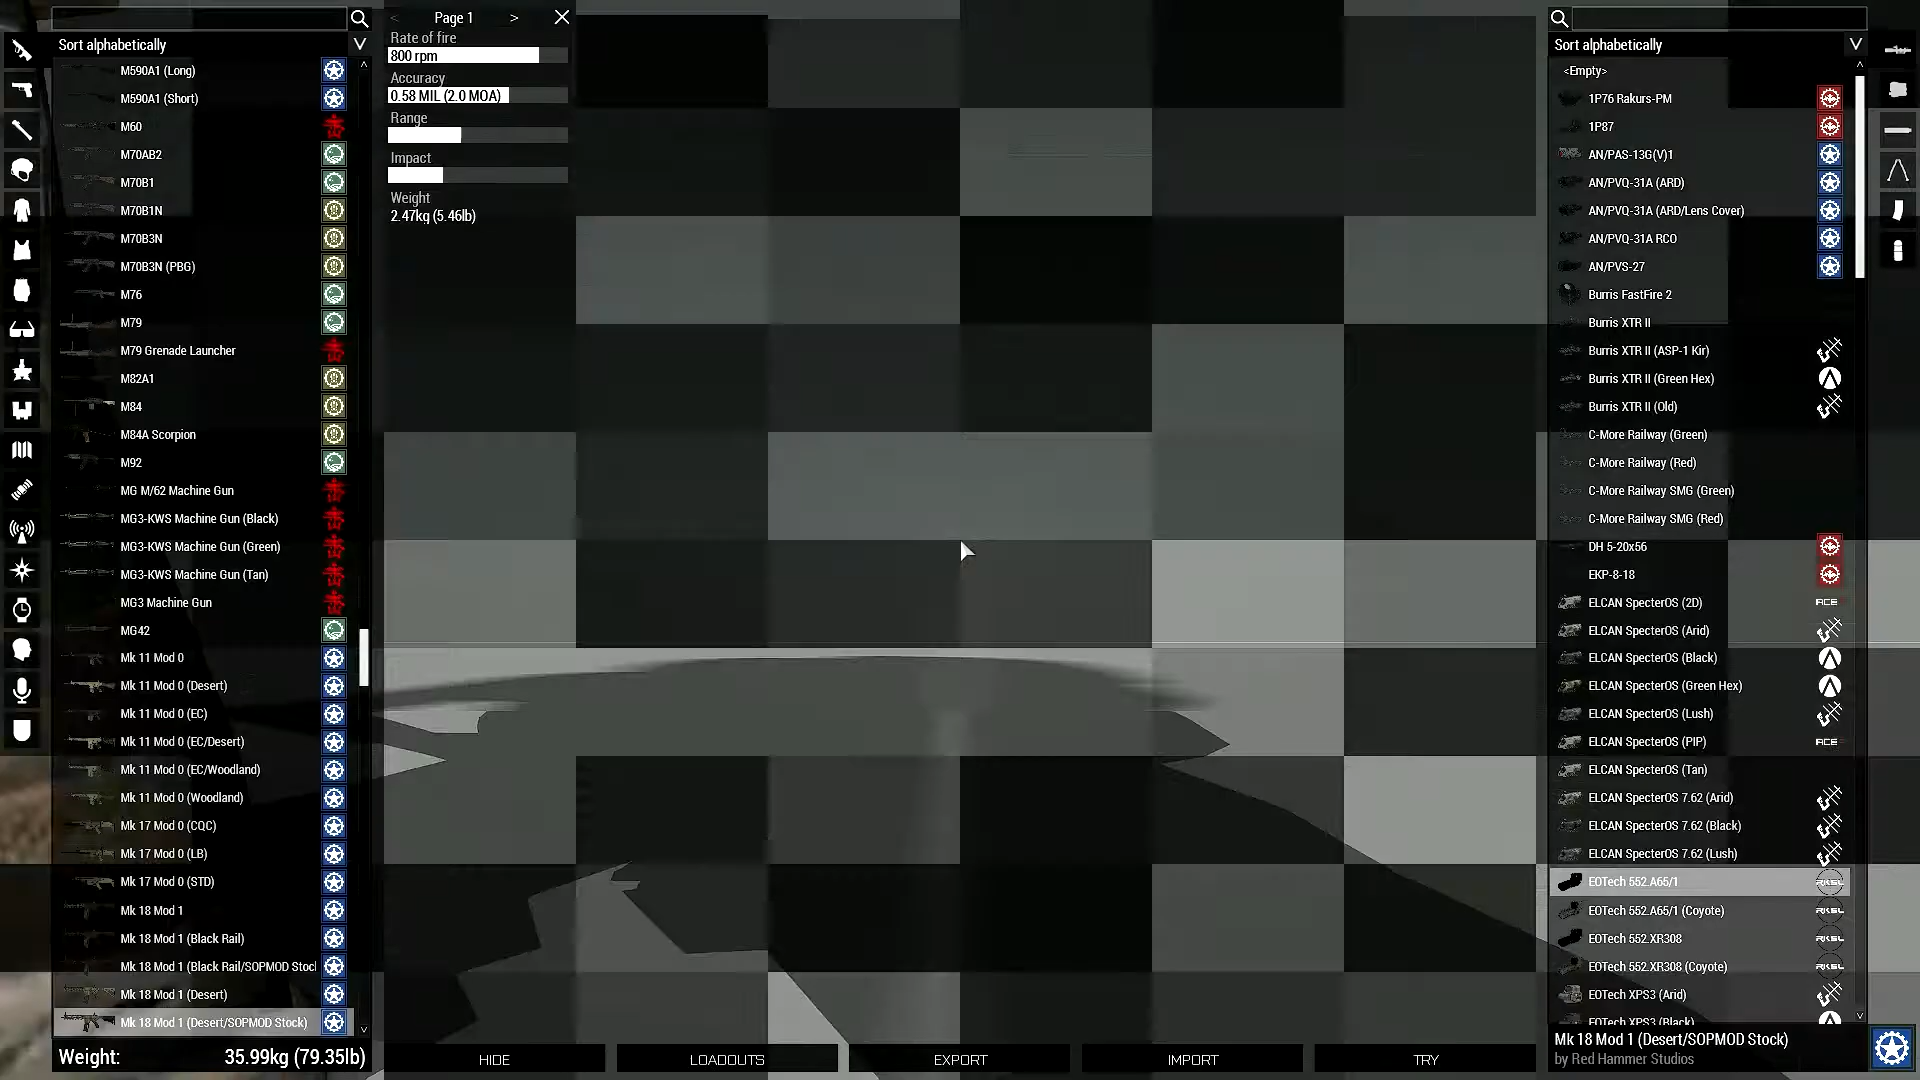 Sort alphabetically
M590A1 (Long)
M590A1 (Short)
M60
M70AB2
M70B1
M70B1N
M70B3N
M70B3N (PBG)
M76
M79
M79 Grenade Launcher
M82A1
M84
M84A Scorpion
M92
MG M/62 Machine Gun
MG3-KWS Machine Gun (Black)
MG3-KWS Machine Gun (Green)
MG3-KWS Machine Gun (Tan)
MG3 Machine Gun
MG42
Mk 11 Mod 0
Mk 11 Mod 0 (Desert)
Mk 11 Mod 0 (EC)
Mk 11 Mod 0 (EC/Desert)
Mk 11 Mod 0 (EC/Woodland)
Mk 11 Mod 0 (Woodland)
Mk 17 Mod 0 (CQC)
Mk 17 Mod 0 (LB)
Mk 17 Mod 0 (STD)
Mk 18 Mod 1
Mk 18 Mod 1 (Black Rail)
Mk 18 Mod 1 (Black Rail/SOPMOD Stocl
Mk 18 Mod 1 (Desert)
Mk 18 Mod 1 (Desert/SOPMOD Stock)
Weight: 35.99kg (79.35lb)
< Page 1 >
Rate of fire
800 rpm
Accuracy
0.58 MIL (2.0 MOA)
Range
Impact
Weight
2.47kg (5.46lb)
HIDE
LOADOUTS
EXPORT
IMPORT
TRY
Sort alphabetically
<Empty>
1P76 Rakurs-PM
1P87
AN/PAS-13G(V)1
AN/PVQ-31A (ARD)
AN/PVQ-31A (ARD/Lens Cover)
AN/PVQ-31A RCO
AN/PVS-27
Burris FastFire 2
Burris XTR II
Burris XTR II (ASP-1 Kir)
Burris XTR II (Green Hex)
Burris XTR II (Old)
C-More Railway (Green)
C-More Railway (Red)
C-More Railway SMG (Green)
C-More Railway SMG (Red)
DH 5-20x56
EKP-8-18
ELCAN SpecterOS (2D) ACE
ELCAN SpecterOS (Arid)
ELCAN SpecterOS (Black)
ELCAN SpecterOS (Green Hex)
ELCAN SpecterOS (Lush)
ELCAN SpecterOS (PIP) ACE
ELCAN SpecterOS (Tan)
ELCAN SpecterOS 7.62 (Arid)
ELCAN SpecterOS 7.62 (Black)
ELCAN SpecterOS 7.62 (Lush)
EOTech 552.A65/1
EOTech 552.A65/1 (Coyote)
EOTech 552.XR308
EOTech 552.XR308 (Coyote)
EOTech XPS3 (Arid)
EOTech XPS3 (Black)
Mk 18 Mod 1 (Desert/SOPMOD Stock)
by Red Hammer Studios